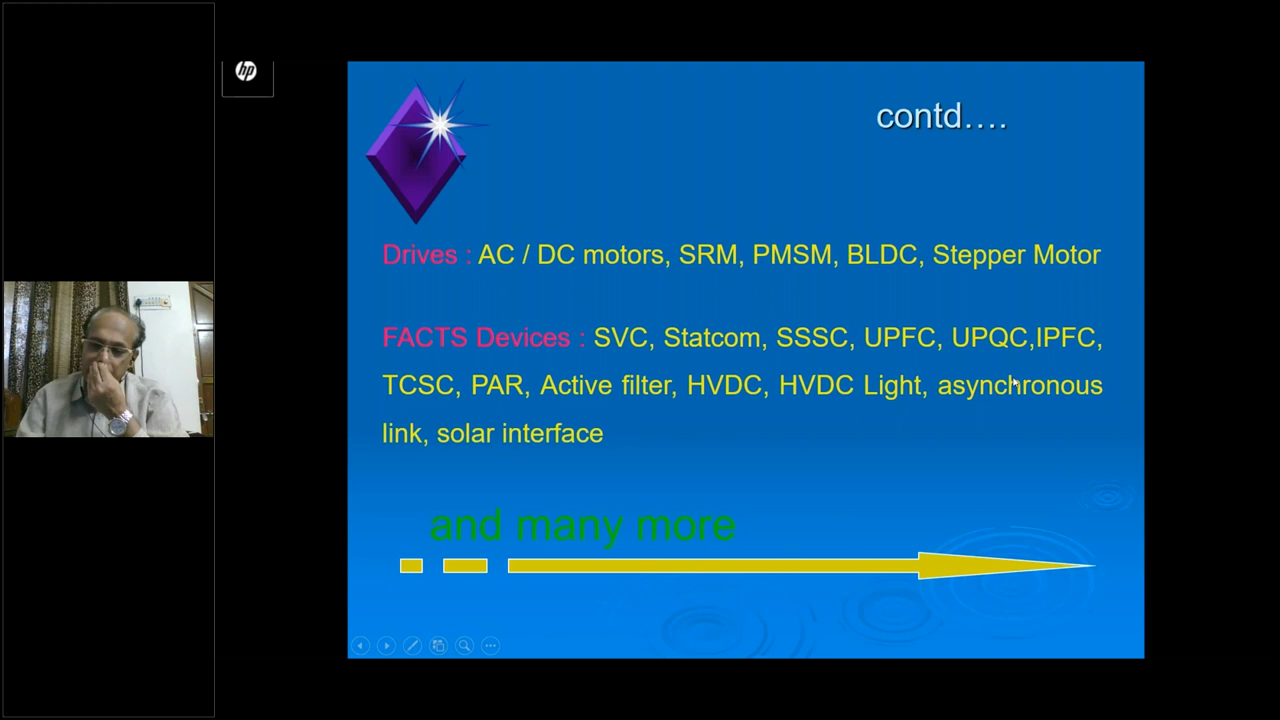 hp
contd....
Drives : AC / DC motors, SRM, PMSM, BLDC, Stepper Motor
FACTS Devices : SVC, Statcom, SSSC, UPFC, UPQC,IPFC,
TCSC, PAR, Active filter, HVDC, HVDC Light, asynchronous
link, solar interface
and many more